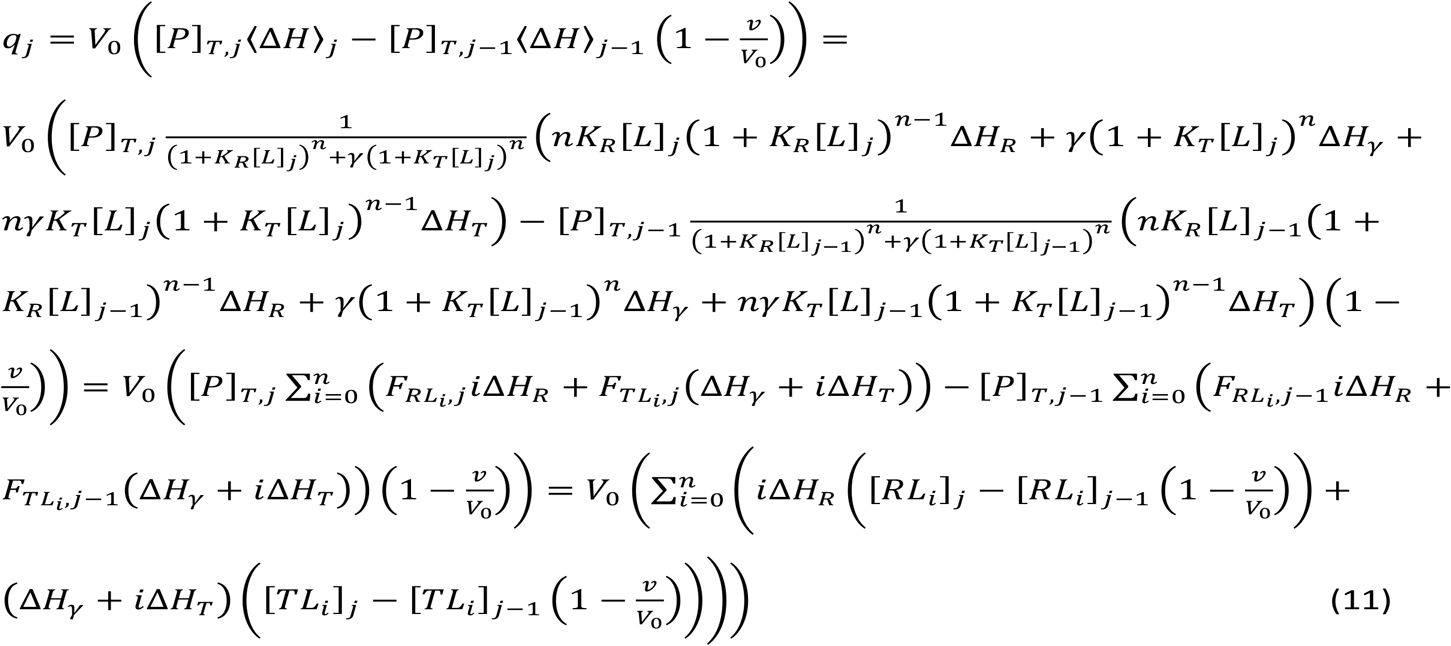 q_j = V_0 ([P]_{T,j}⟨ΔH⟩_j − [P]_{T,j−1}⟨ΔH⟩_{j−1} (1 − v/V_0)) =
V_0 ([P]_{T,j} 1/((1+K_R[L]_j)^n+γ(1+K_T[L]_j)^n) (nK_R[L]_j(1 + K_R[L]_j)^{n−1}ΔH_R + γ(1 + K_T[L]_j)^nΔH_γ +
nγK_T[L]_j(1 + K_T[L]_j)^{n−1}ΔH_T) − [P]_{T,j−1} 1/((1+K_R[L]_{j−1})^n+γ(1+K_T[L]_{j−1})^n) (nK_R[L]_{j−1}(1 +
K_R[L]_{j−1})^{n−1}ΔH_R + γ(1 + K_T[L]_{j−1})^nΔH_γ + nγK_T[L]_{j−1}(1 + K_T[L]_{j−1})^{n−1}ΔH_T)(1 −
v/V_0)) = V_0 ([P]_{T,j} ∑_{i=0}^{n}(F_{RL_i,j}iΔH_R + F_{TL_i,j}(ΔH_γ + iΔH_T)) − [P]_{T,j−1} ∑_{i=0}^{n}(F_{RL_i,j−1}iΔH_R +
F_{TL_i,j−1}(ΔH_γ + iΔH_T))(1 − v/V_0)) = V_0 (∑_{i=0}^{n}(iΔH_R ([RL_i]_j − [RL_i]_{j−1} (1 − v/V_0)) +
(ΔH_γ + iΔH_T)([TL_i]_j − [TL_i]_{j−1} (1 − v/V_0)))) (11)